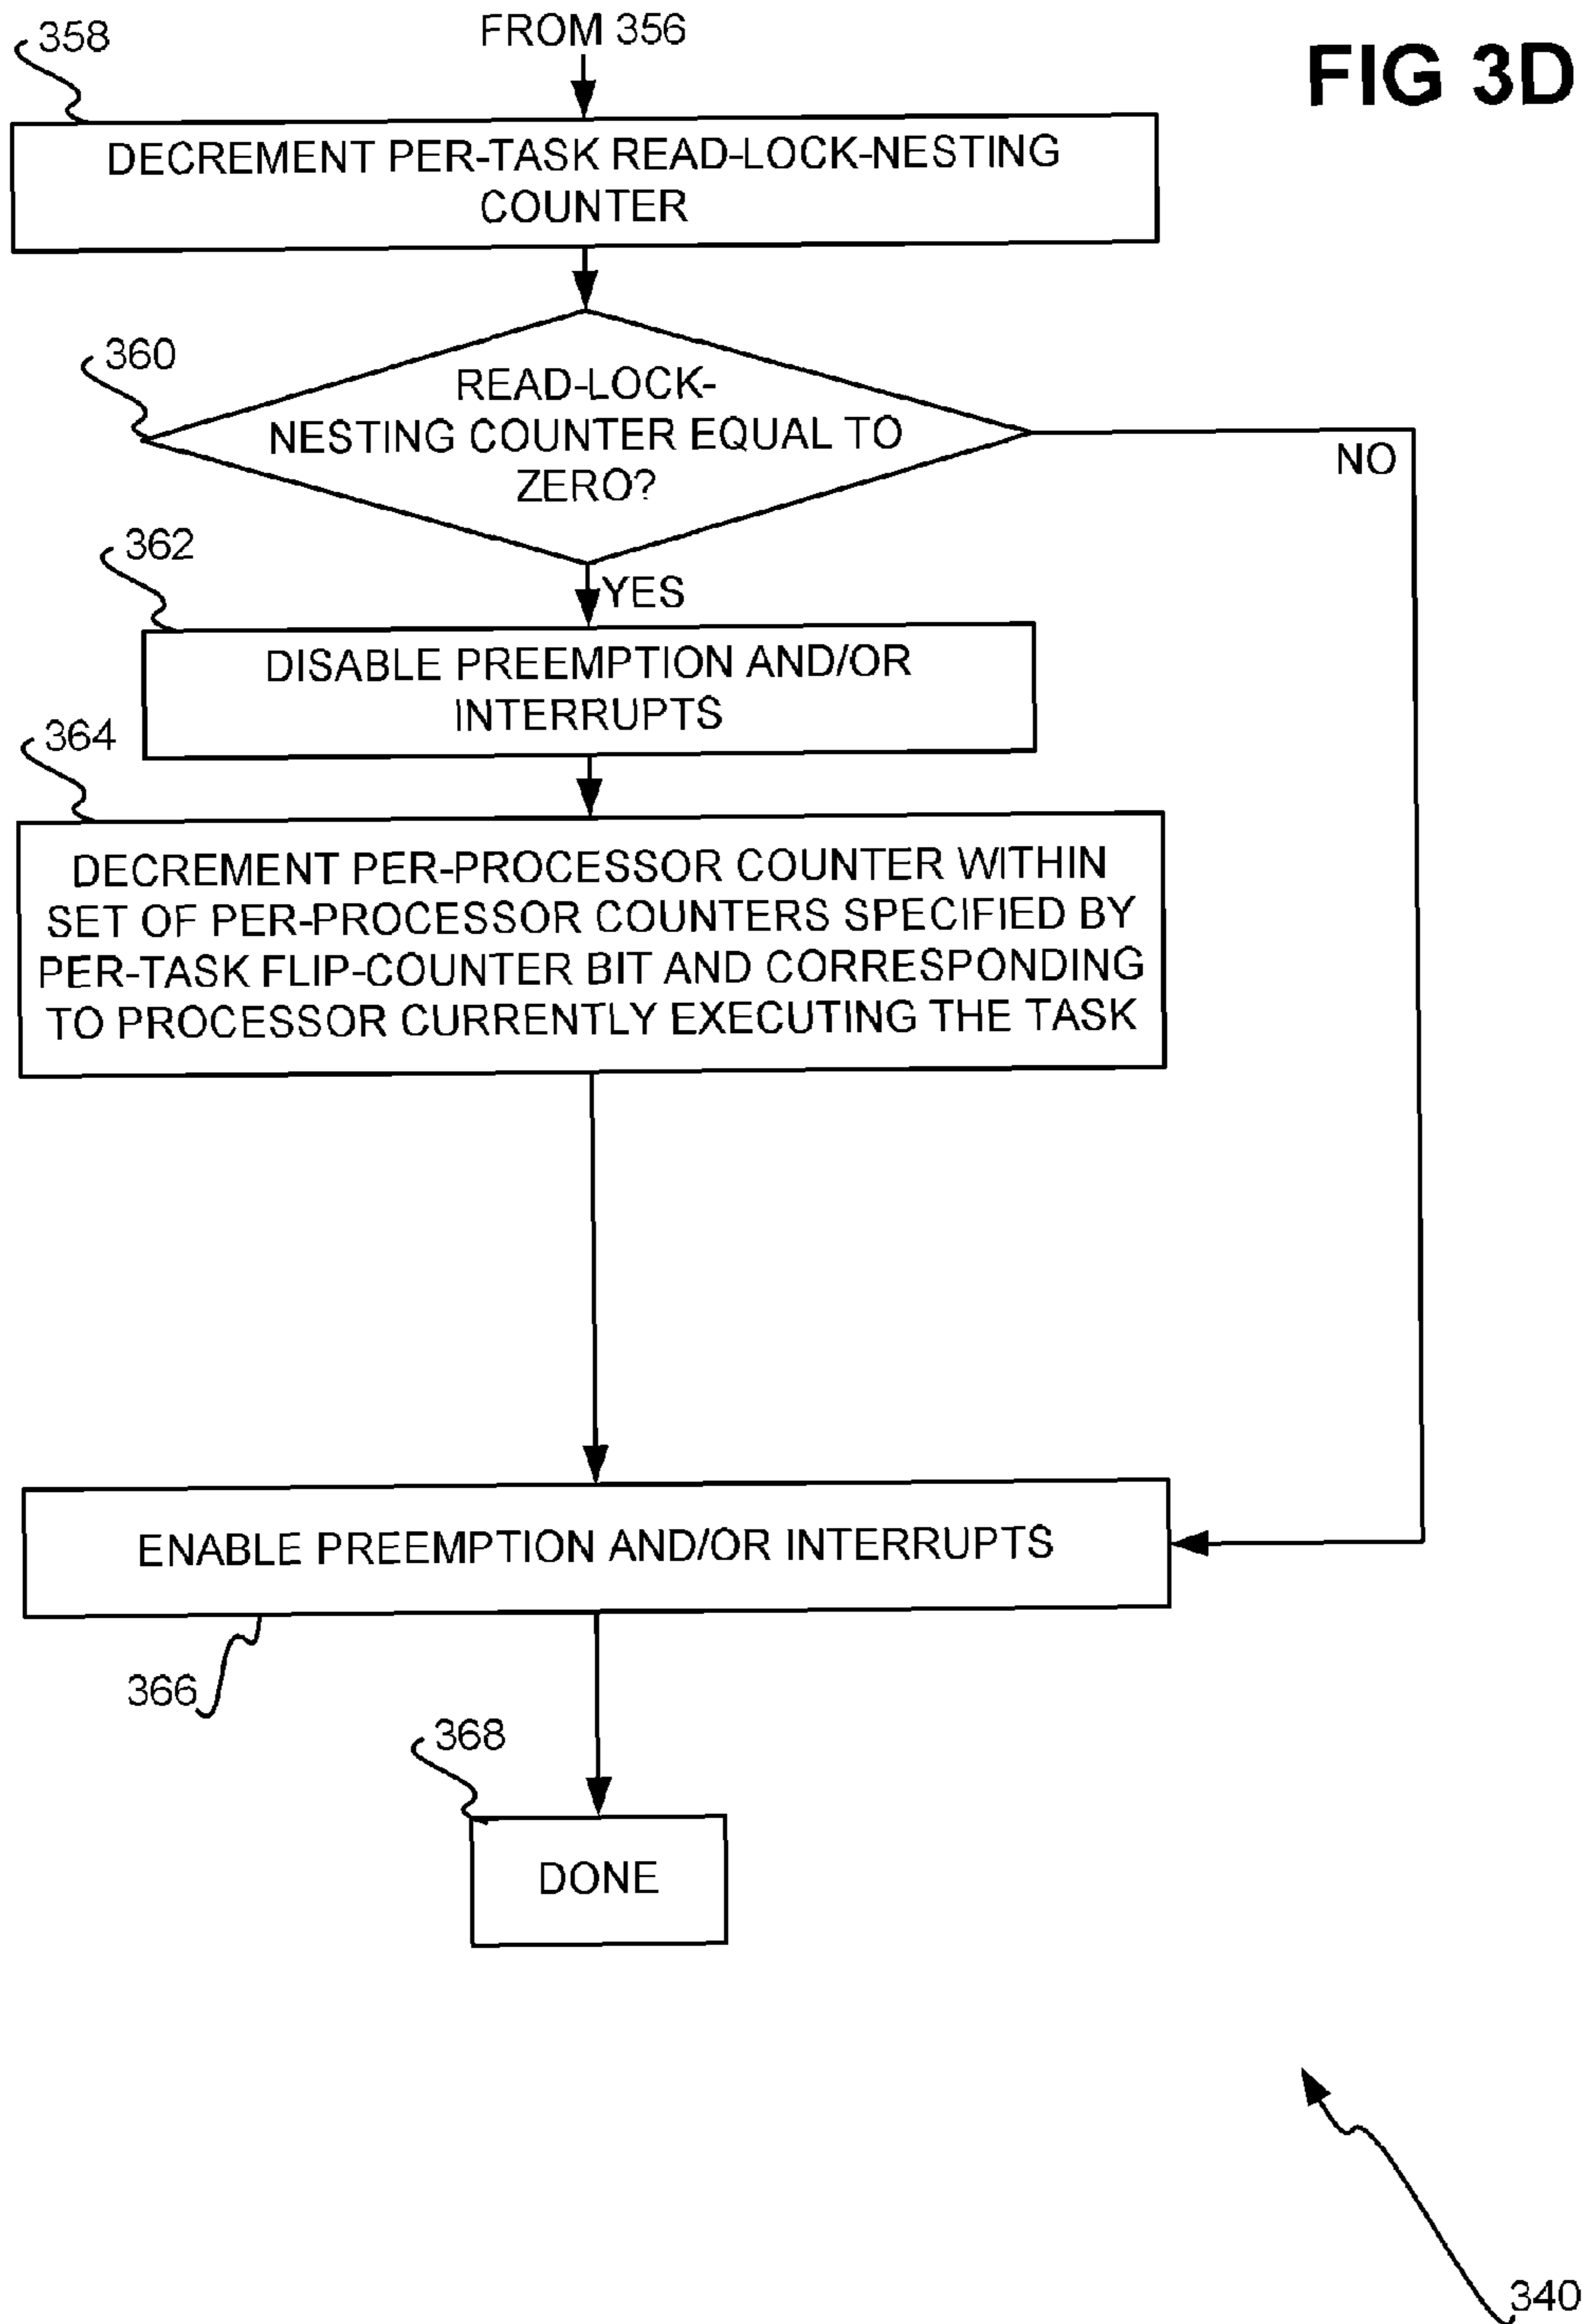 358
FROM 356
FIG 3D
DECREMENT PER-TASK READ-LOCK-NESTING
COUNTER
360
READ-LOCK-
NESTING COUNTER EQUAL TO
ZERO?
NO
362
YES
DISABLE PREEMPTION AND/OR
INTERRUPTS
364
DECREMENT PER-PROCESSOR COUNTER WITHIN
SET OF PER-PROCESSOR COUNTERS SPECIFIED BY
PER-TASK FLIP-COUNTER BIT AND CORRESPONDING
TO PROCESSOR CURRENTLY EXECUTING THE TASK
ENABLE PREEMPTION AND/OR INTERRUPTS
366
368
DONE
340